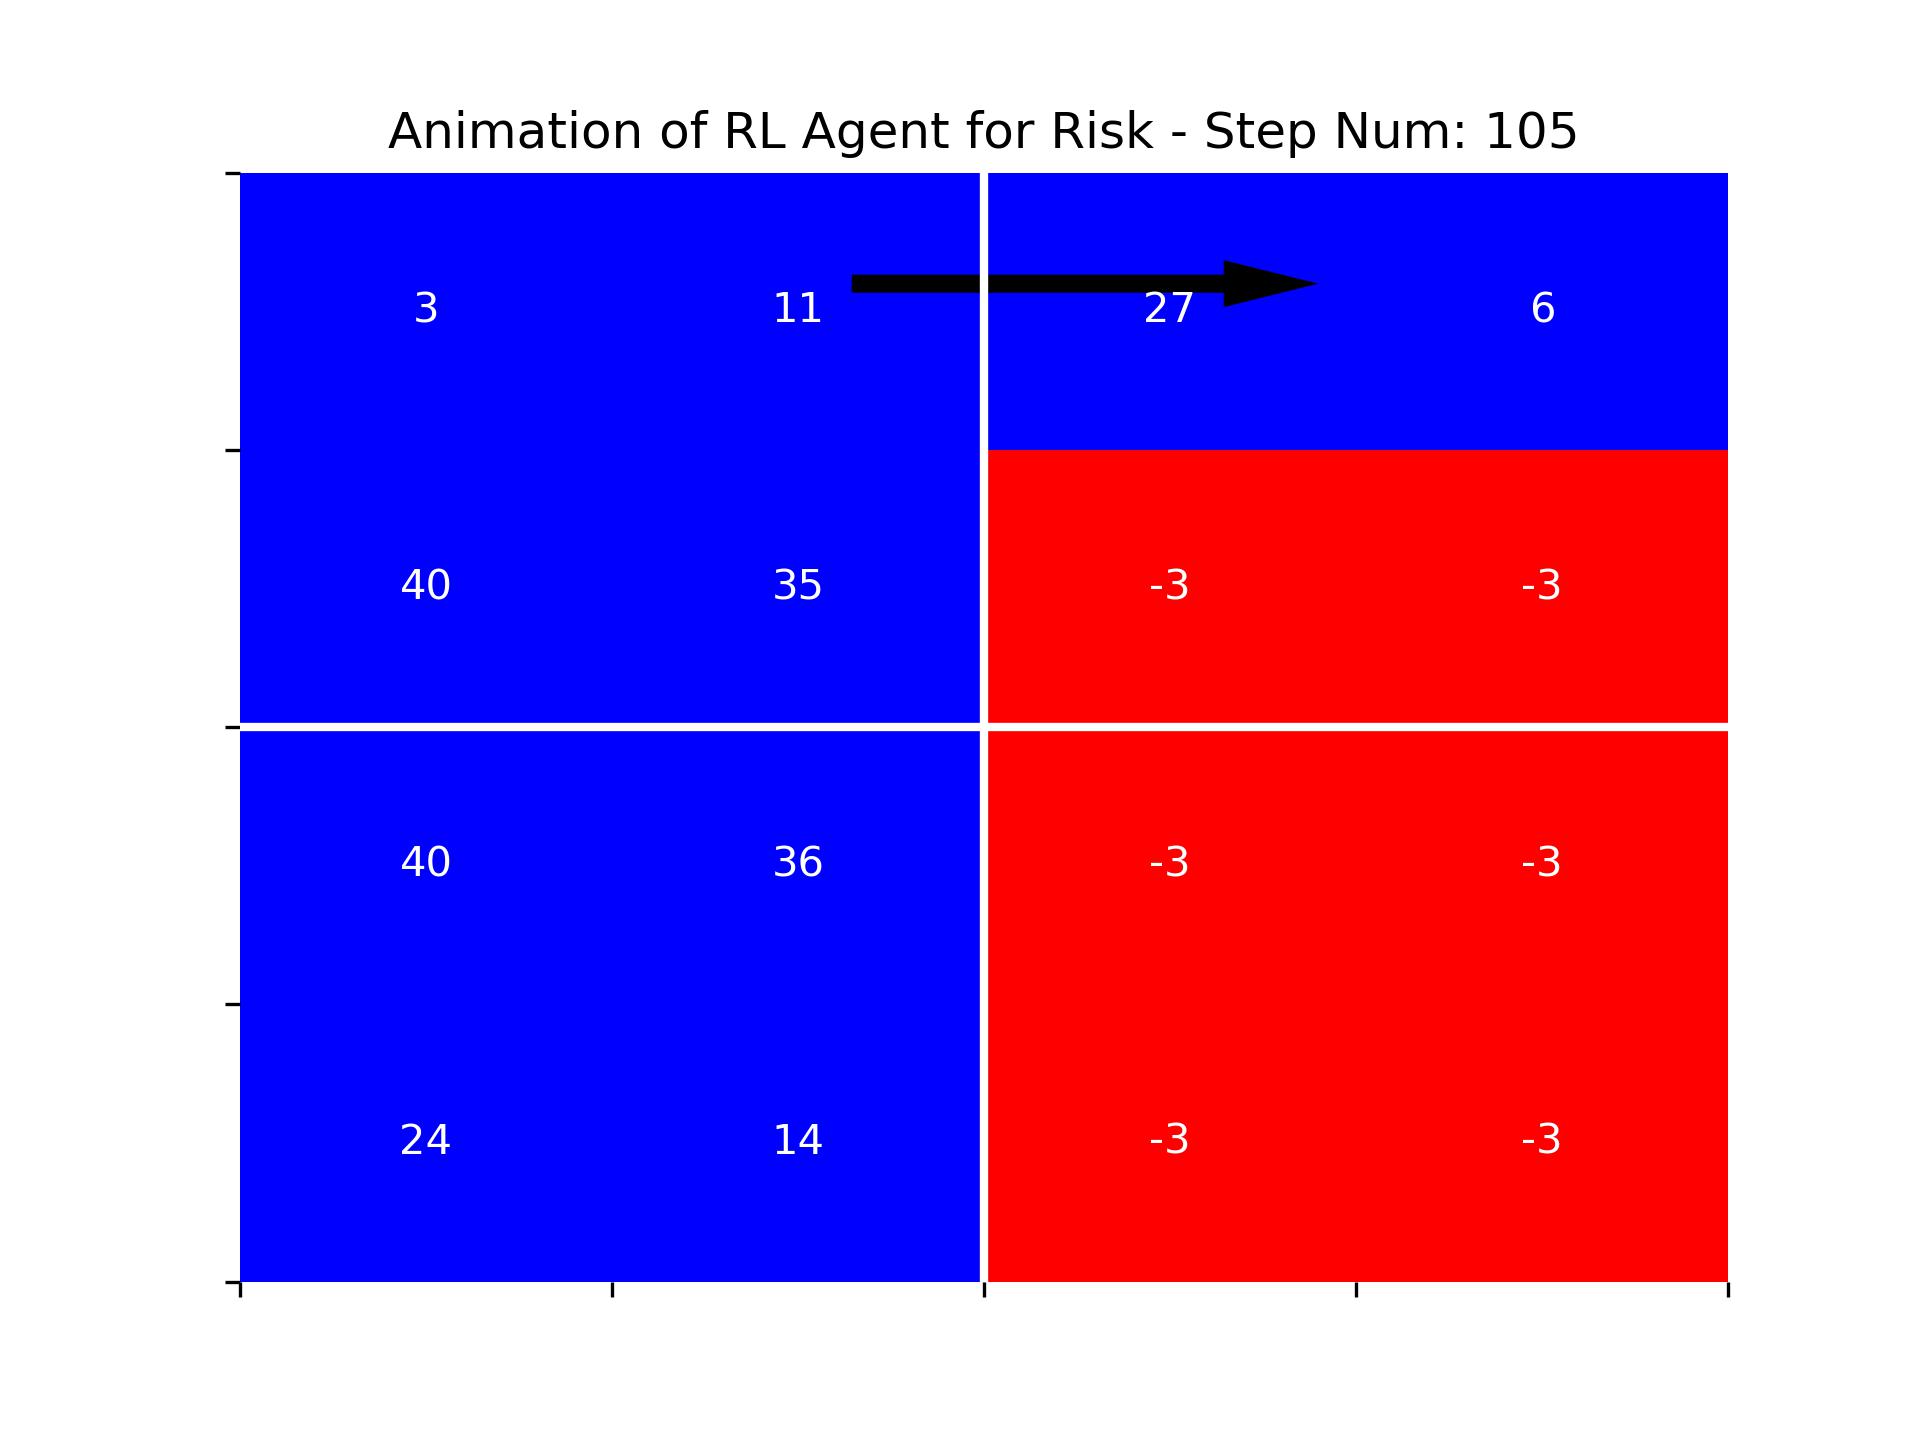 Animation of RL Agent for Risk - Step Num: 105
3 11 27 6
40 35 -3 -3
40 36 -3 -3
24 14 -3 -3